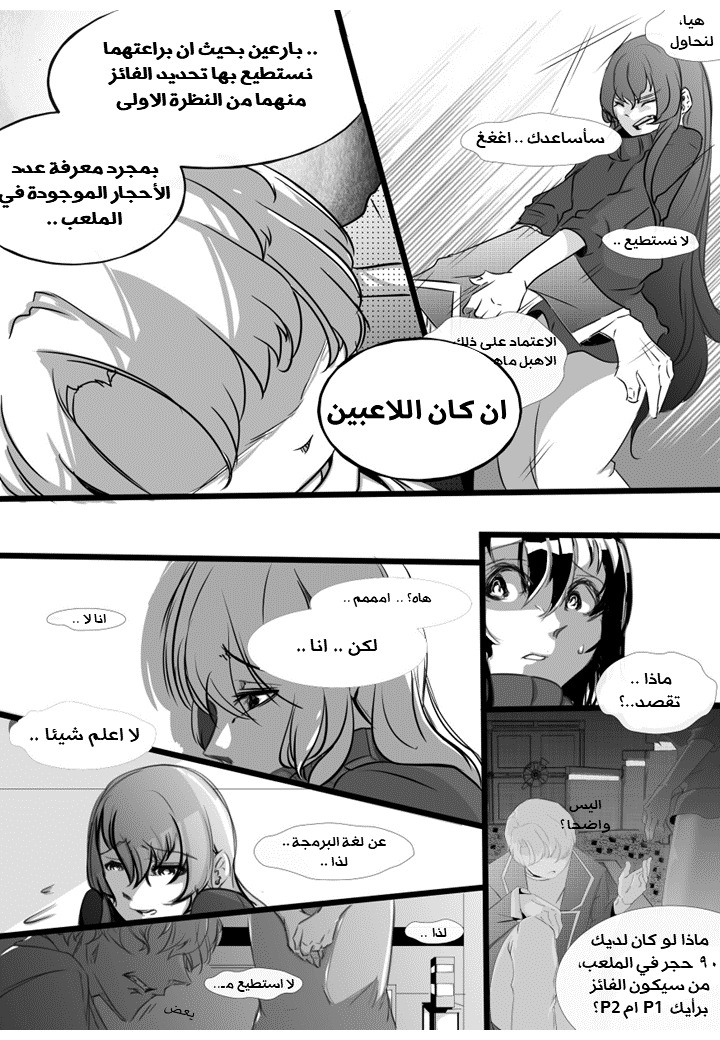 هيا،
لنحاول
سأساعدك .. اغغغ
لا نستطيع ..
الاعتماد على ذلك
الاهبل
ان كان اللاعبين
.. بارعين بحيث ان براعتهما
نستطيع بها تحديد الفائز
منهما من النظرة الاولى
بمجرد معرفة عدد
الأحجار الموجودة في
الملعب ..
ماذا ..
تقصد..؟
اليس
واضحا؟
ماذا لو كان لديك
٩٠ حجر في الملعب،
من سيكون الفائز
برأيك P1 ام P2؟
هاه؟ .. امممم ..
لكن .. انا ..
انا لا ..
لا اعلم شيئا ..
عن لغة البرمجة ..
لذا ..
لذا ..
لا استطيع مـ..
يعض